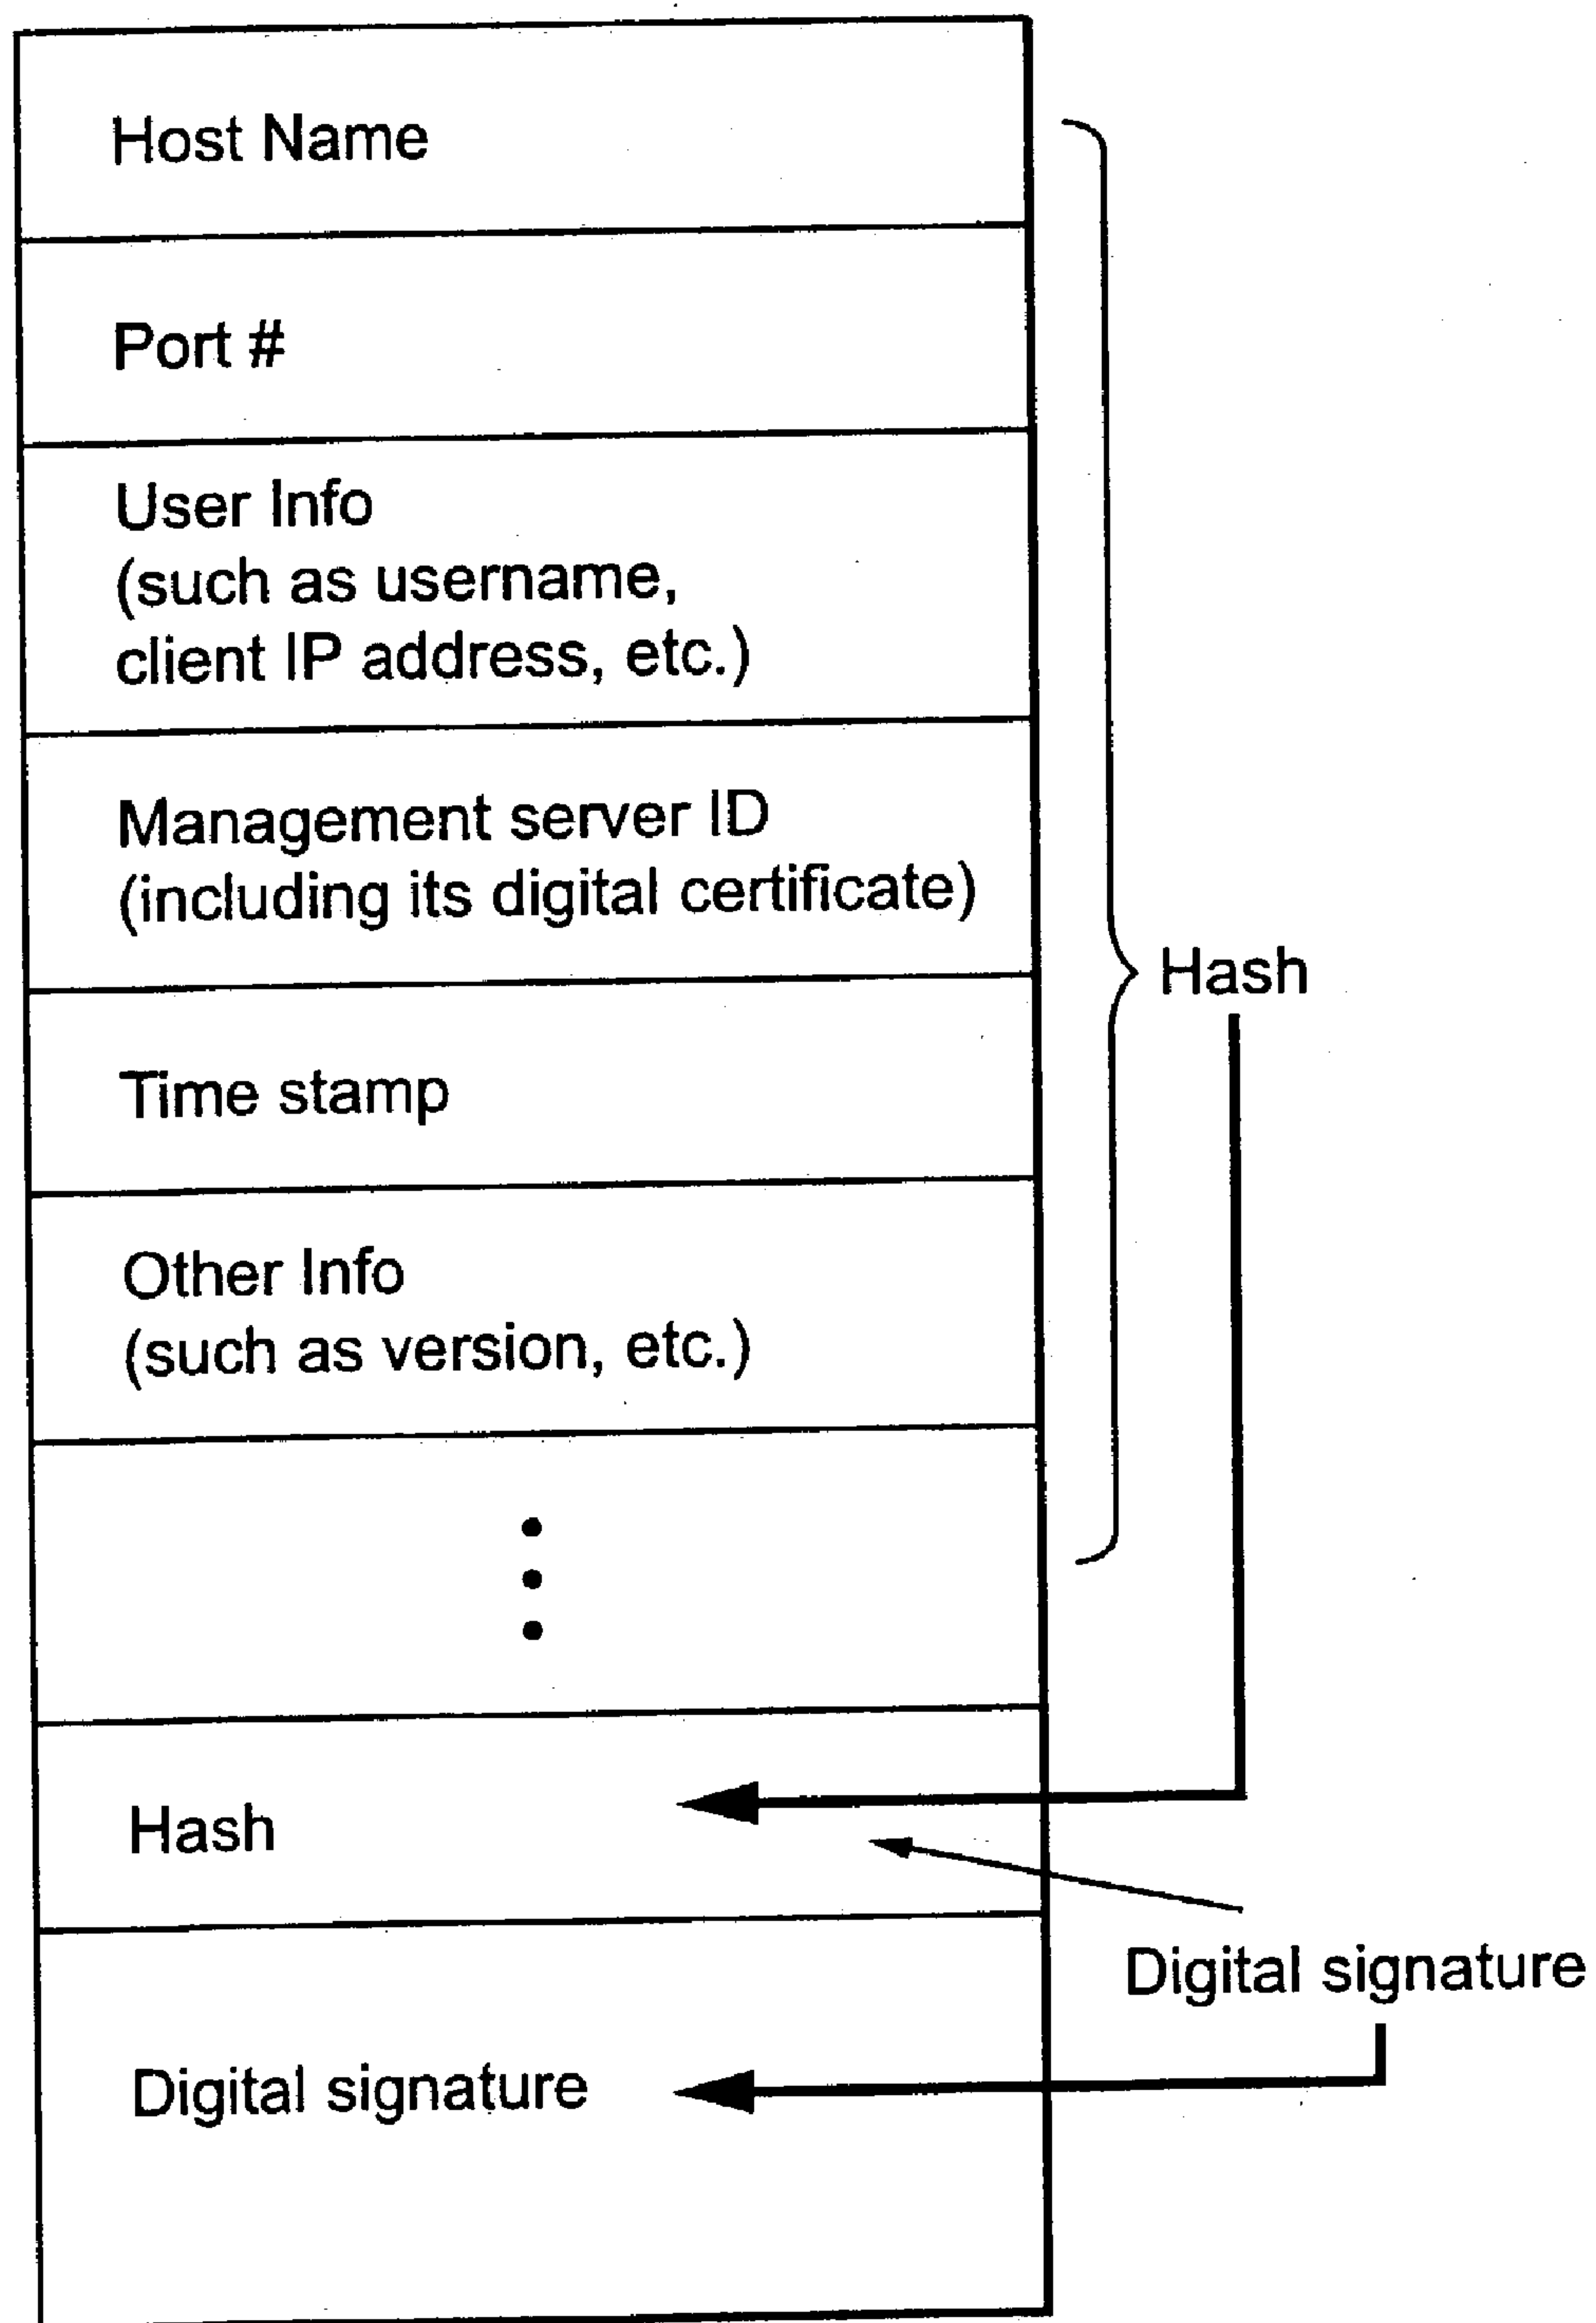 Host Name
Port #
User Info
(such as username,
client IP address, etc.)
Management server ID
(including its digital certificate)
Hash
Time stamp
Other Info
(such as version, etc.)
Hash
Digital signature
Digital signature